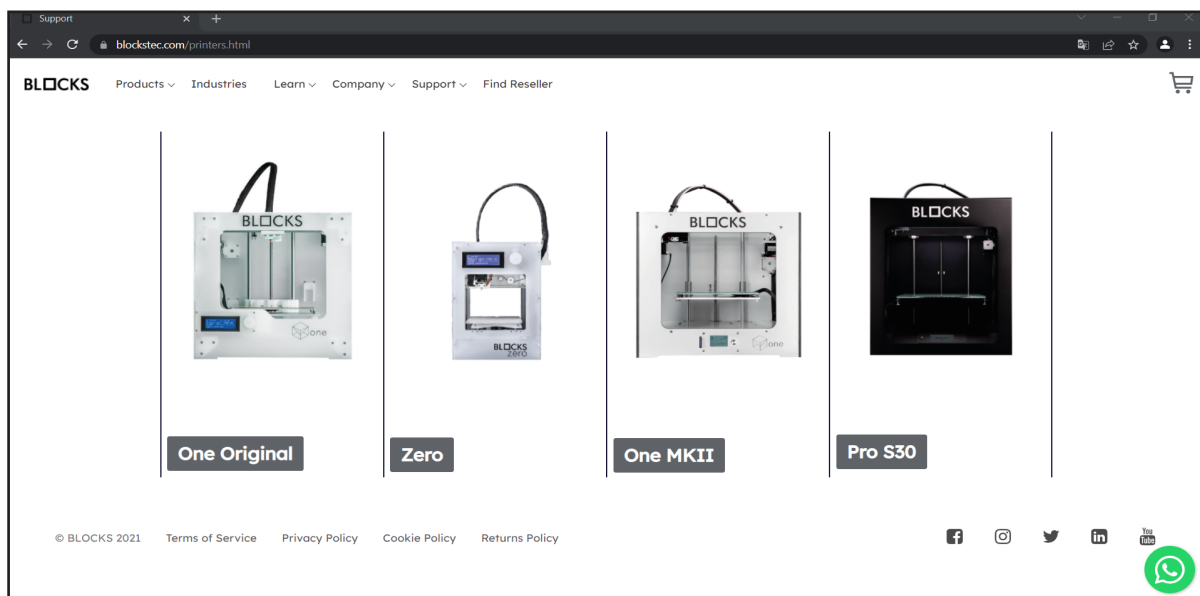 Support
blockstec.com/printers.html
BLOCKS Products Industries Learn Company Support Find Reseller
BLOCKS
BLOCKS
BLOCKS
one
BLOCKS
zero
one
One Original
Zero
One MKII
Pro S30
© BLOCKS 2021 Terms of Service Privacy Policy Cookie Policy Returns Policy
You
Tube